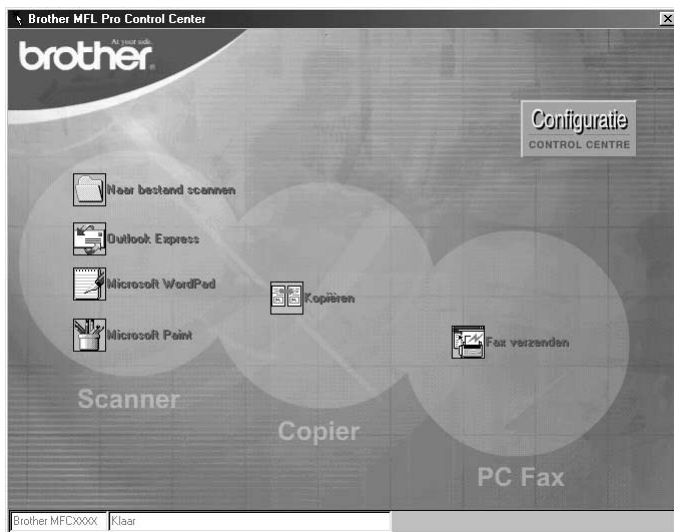 Brother MFL Pro Control Center
At your side.
brother®
Configuratie
CONTROL CENTRE
Naar bestand scannen
Outlook Express
Microsoft WordPad
Microsoft Paint
Scanner
Kopiëren
Copier
Fax verzenden
PC Fax
Brother MFCXXXX
Klaar